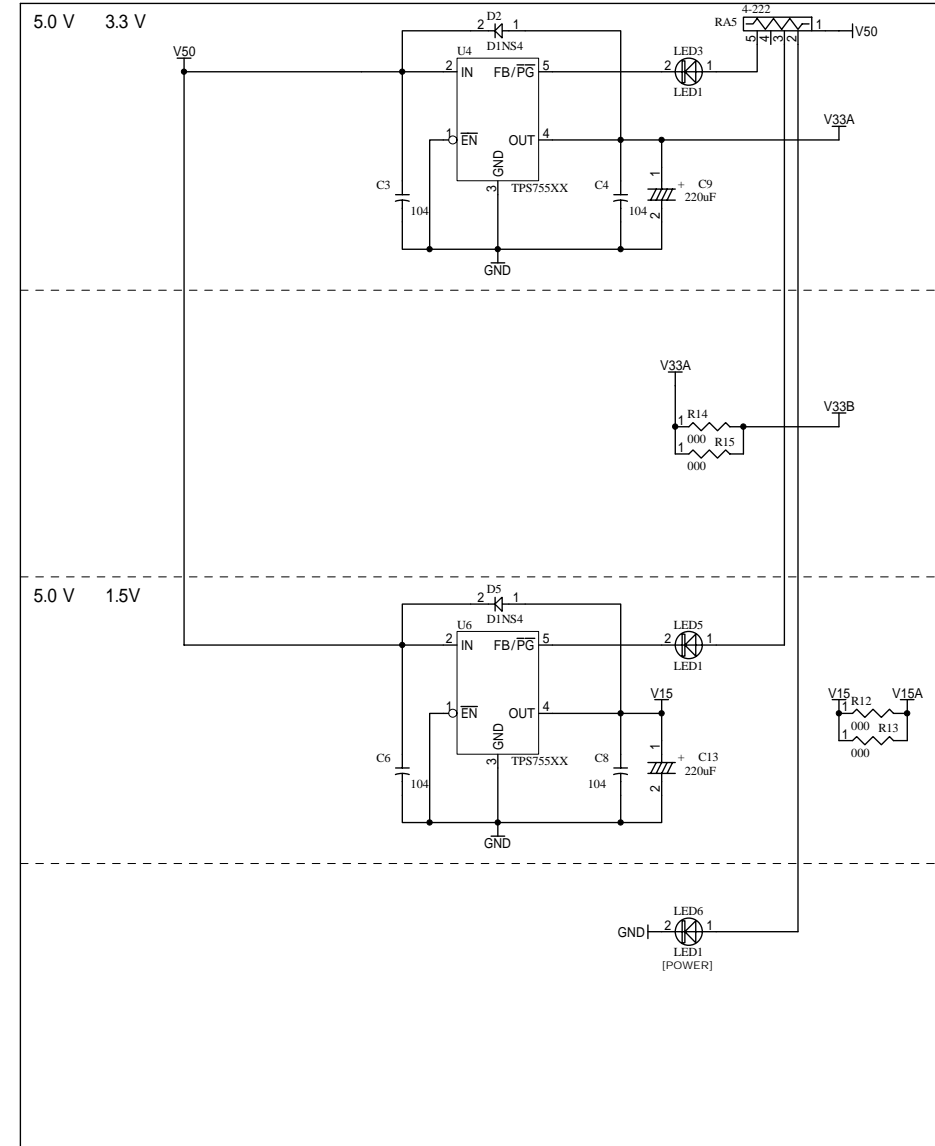 5.0 V 3.3 V
V50
D2
2 1
D1NS4
U4
2 IN FB/PG 5
1 EN OUT 4
GND
3
TPS755XX
C3
104
C4
104
1
+ C9
220uF
2
GND
LED3
2 1
LED1
4-222
RA5
5 4 3 2
1
V50
V33A
V33A
1 R14
000
1 R15
000
V33B
5.0 V 1.5V
D5
2 1
D1NS4
U6
2 IN FB/PG 5
1 EN OUT 4
GND
3
TPS755XX
C6
104
C8
104
V15
1
+ C13
220uF
2
GND
LED5
2 1
LED1
V15 V15A
1 R12
000
1 R13
000
LED6
GND 2 1
LED1
[POWER]